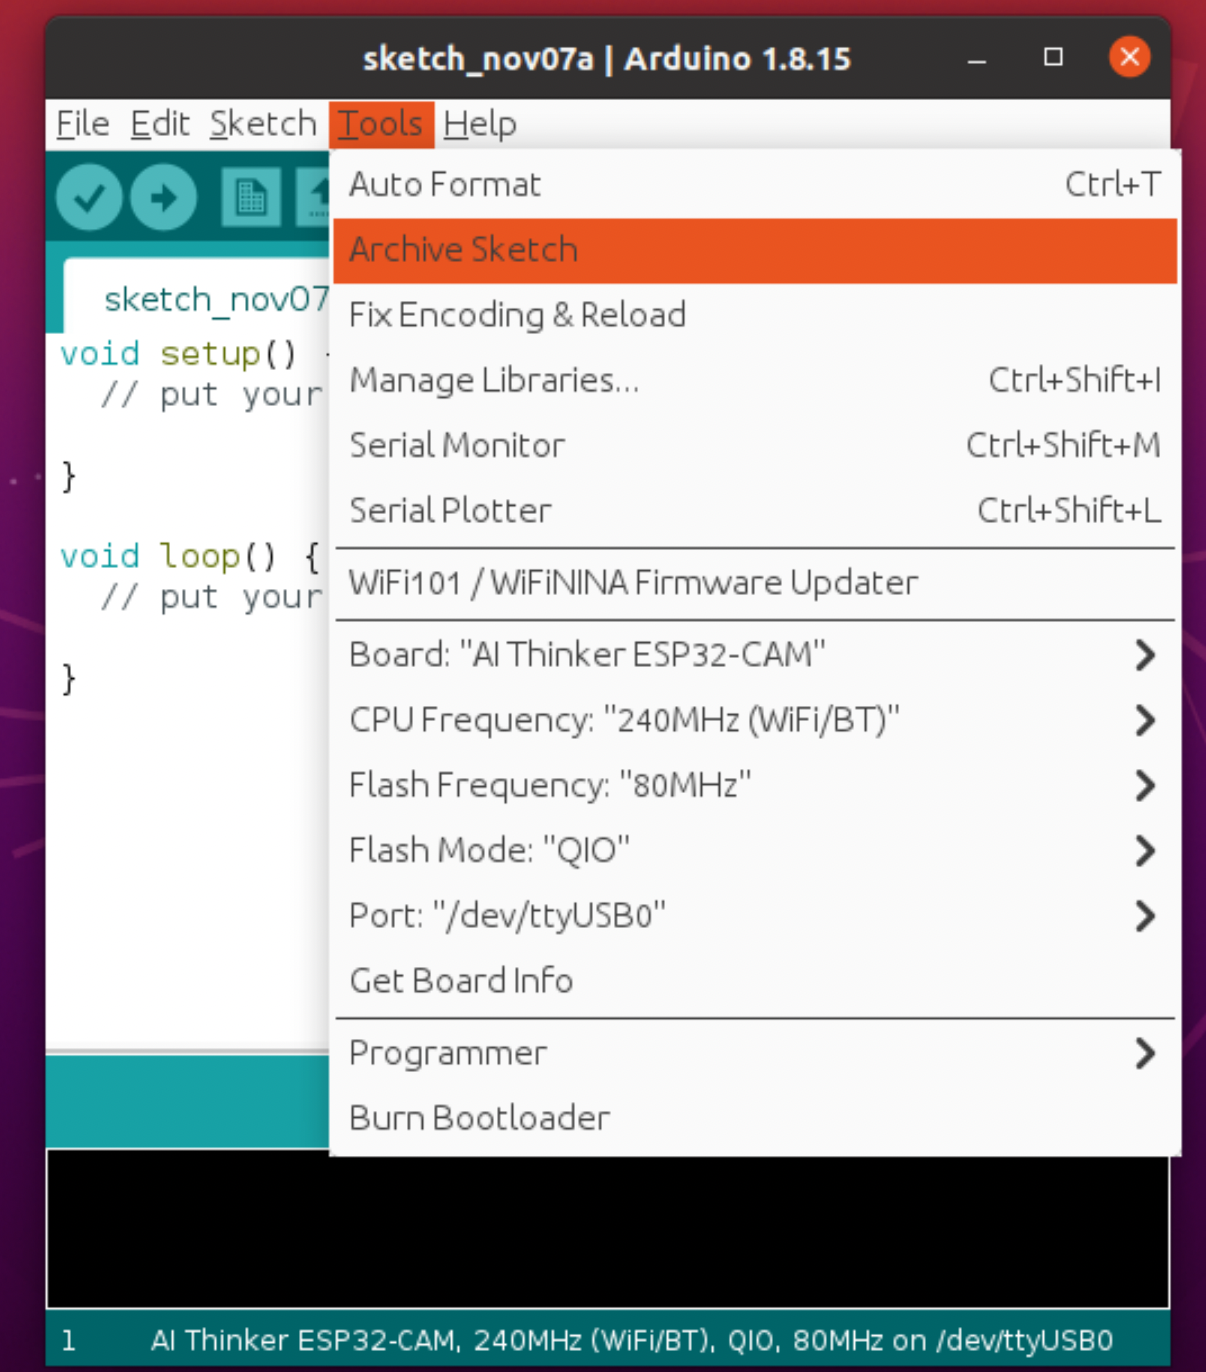 sketch_nov07a | Arduino 1.8.15
File Edit Sketch Tools Help
Auto Format Ctrl+T
Archive Sketch
Fix Encoding & Reload
Manage Libraries... Ctrl+Shift+I
Serial Monitor Ctrl+Shift+M
Serial Plotter Ctrl+Shift+L
WiFi101 / WiFiNINA Firmware Updater
Board: "AI Thinker ESP32-CAM"
CPU Frequency: "240MHz (WiFi/BT)"
Flash Frequency: "80MHz"
Flash Mode: "QIO"
Port: "/dev/ttyUSB0"
Get Board Info
Programmer
Burn Bootloader
sketch_nov07
void setup() {
// put your
}
void loop() {
// put your
}
1 AI Thinker ESP32-CAM, 240MHz (WiFi/BT), QIO, 80MHz on /dev/ttyUSB0